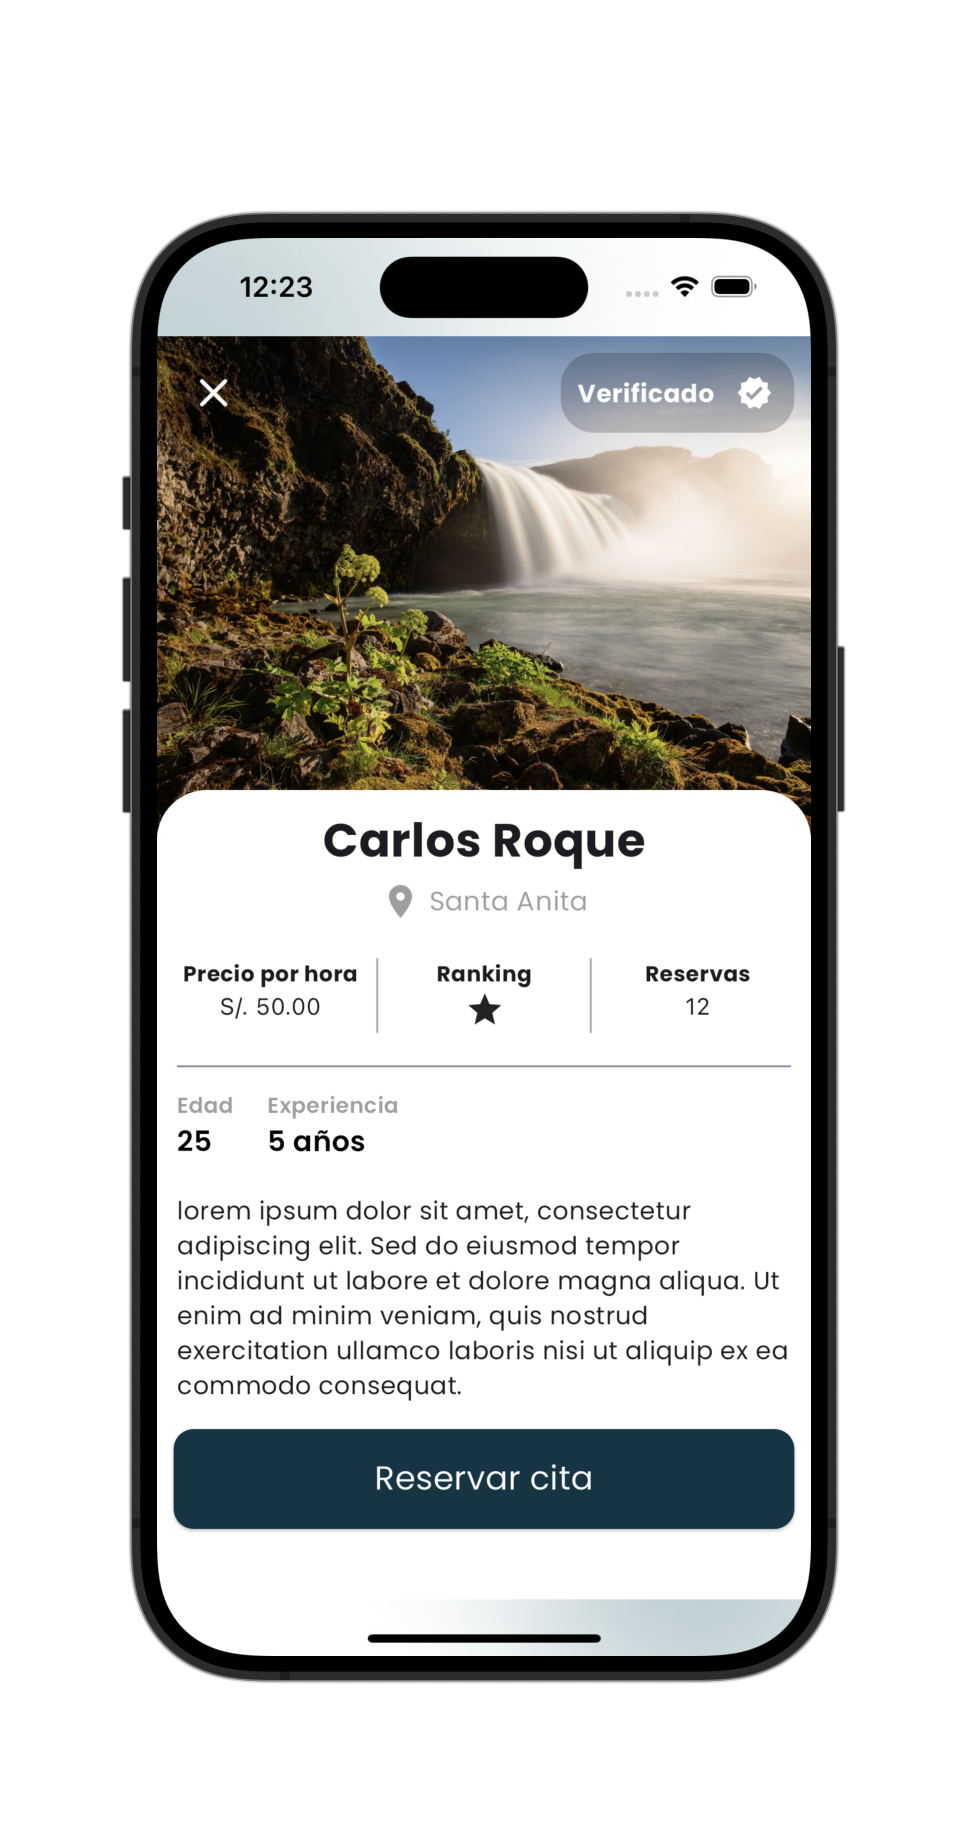 12:23
Verificado
Carlos Roque
Santa Anita
Precio por hora
S/. 50.00
Ranking
Reservas
12
Edad
25
Experiencia
5 años
lorem ipsum dolor sit amet, consectetur
adipiscing elit. Sed do eiusmod tempor
incididunt ut labore et dolore magna aliqua. Ut
enim ad minim veniam, quis nostrud
exercitation ullamco laboris nisi ut aliquip ex ea
commodo consequat.
Reservar cita